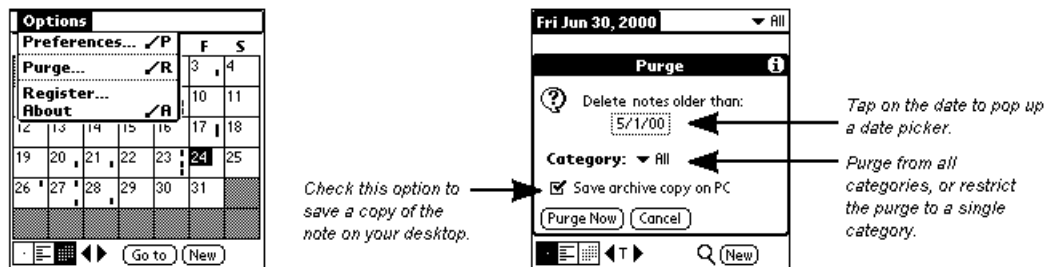 Options
Preferences... ✓P
Purge... ✓R
Register...
About ✓A
F S
3 4
10 11
12 13 14 15 16 17 18
19 20 21 22 23 24 25
26 27 28 29 30 31
Go to New
Check this option to
save a copy of the
note on your desktop.
Fri Jun 30, 2000 All
Purge
Delete notes older than:
5/1/00
Category: All
Save archive copy on PC
Purge Now Cancel
T New
Tap on the date to pop up
a date picker.
Purge from all
categories, or restrict
the purge to a single
category.